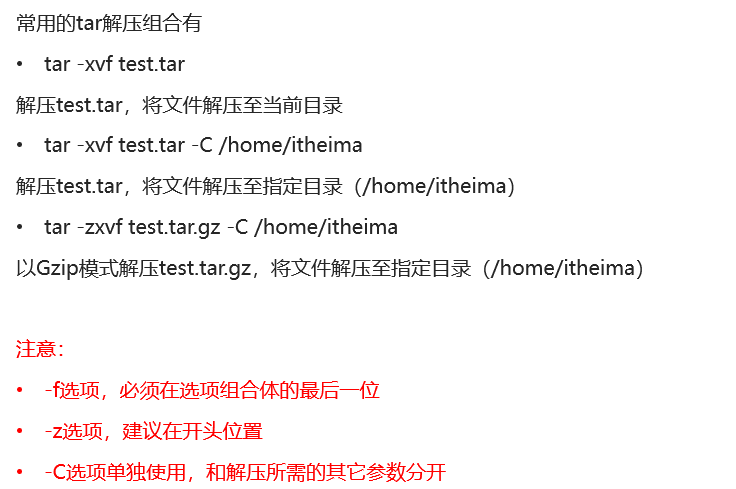 常用的tar解压组合有
• tar -xvf test.tar
解压test.tar，将文件解压至当前目录
• tar -xvf test.tar -C /home/itheima
解压test.tar，将文件解压至指定目录（/home/itheima）
• tar -zxvf test.tar.gz -C /home/itheima
以Gzip模式解压test.tar.gz，将文件解压至指定目录（/home/itheima）
注意：
• -f选项，必须在选项组合体的最后一位
• -z选项，建议在开头位置
• -C选项单独使用，和解压所需的其它参数分开